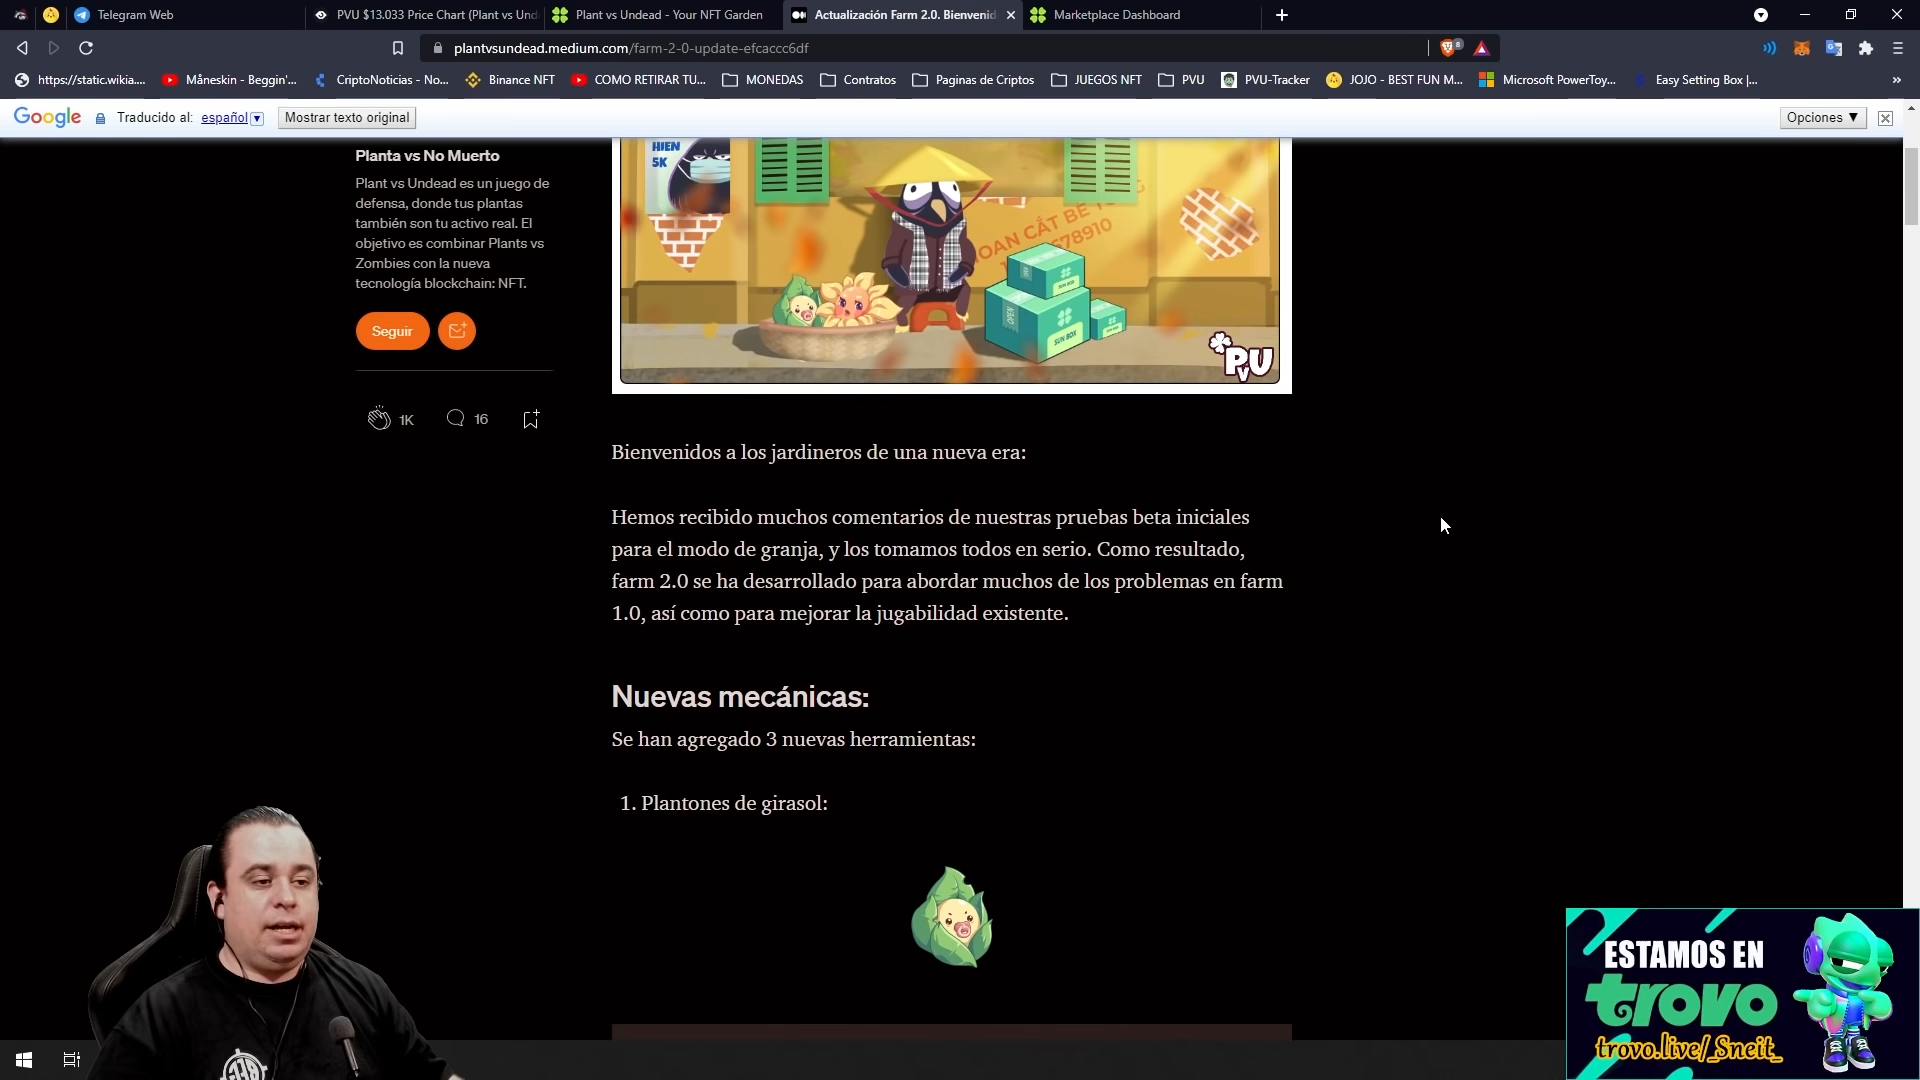 Telegram Web
PVU $13.033 Price Chart (Plant vs Und
Plant vs Undead - Your NFT Garden
Actualización Farm 2.0. Bienvenid
Marketplace Dashboard
plantvsundead.medium.com/farm-2-0-update-efcaccc6df
8
https://static.wikia....
Måneskin - Beggin'...
CriptoNoticias - No...
Binance NFT
COMO RETIRAR TU...
MONEDAS
Contratos
Paginas de Criptos
JUEGOS NFT
PVU
PVU-Tracker
JOJO - BEST FUN M...
Microsoft PowerToy...
Easy Setting Box |...
»
Google
Traducido al: español
Mostrar texto original
Opciones ▼
Planta vs No Muerto
Plant vs Undead es un juego de
defensa, donde tus plantas
también son tu activo real. El
objetivo es combinar Plants vs
Zombies con la nueva
tecnología blockchain: NFT.
Seguir
1K
16
HIEN
5K
OPEN
SUN BOX
OPEN
SUN BOX
PVU
Bienvenidos a los jardineros de una nueva era:
Hemos recibido muchos comentarios de nuestras pruebas beta iniciales
para el modo de granja, y los tomamos todos en serio. Como resultado,
farm 2.0 se ha desarrollado para abordar muchos de los problemas en farm
1.0, así como para mejorar la jugabilidad existente.
Nuevas mecánicas:
Se han agregado 3 nuevas herramientas:
1. Plantones de girasol:
ESTAMOS EN
trovo
trovo.live/_Sneit_